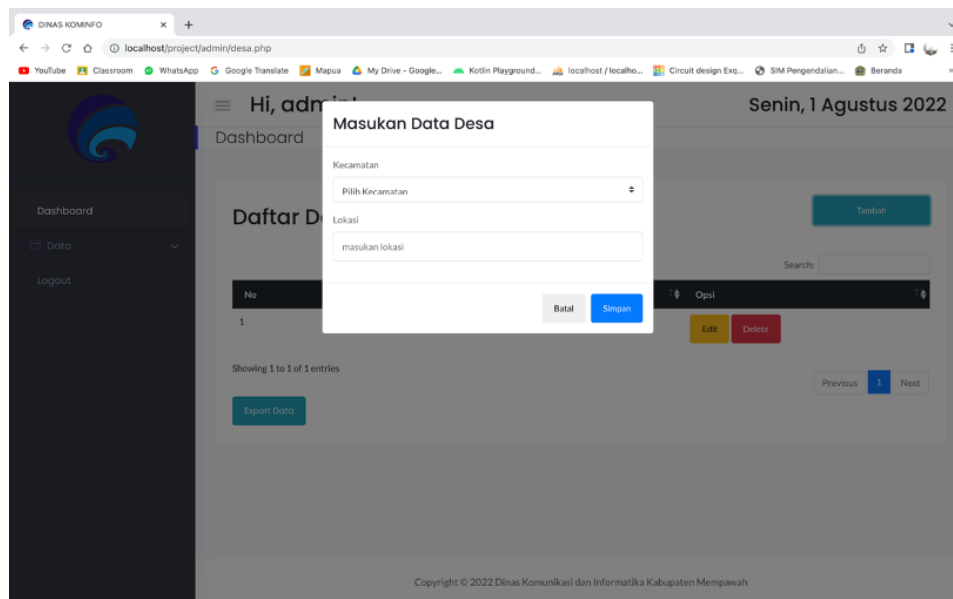 DINAS KOMINFO
localhost/project/admin/desa.php
YouTube Classroom WhatsApp Google Translate Mapua My Drive - Google... Kotlin Playground... localhost / localho... Circuit design Exq... SIM Pengendalian... Beranda
Hi, admin!
Senin, 1 Agustus 2022
Dashboard
Masukan Data Desa
Kecamatan
Pilih Kecamatan
Lokasi
masukan lokasi
Batal Simpan
Dashboard
Data
Logout
Daftar D
Tambah
Search:
No Opsi
1 Edit Delete
Showing 1 to 1 of 1 entries
Previous 1 Next
Export Data
Copyright © 2022 Dinas Komunikasi dan Informatika Kabupaten Mempawah